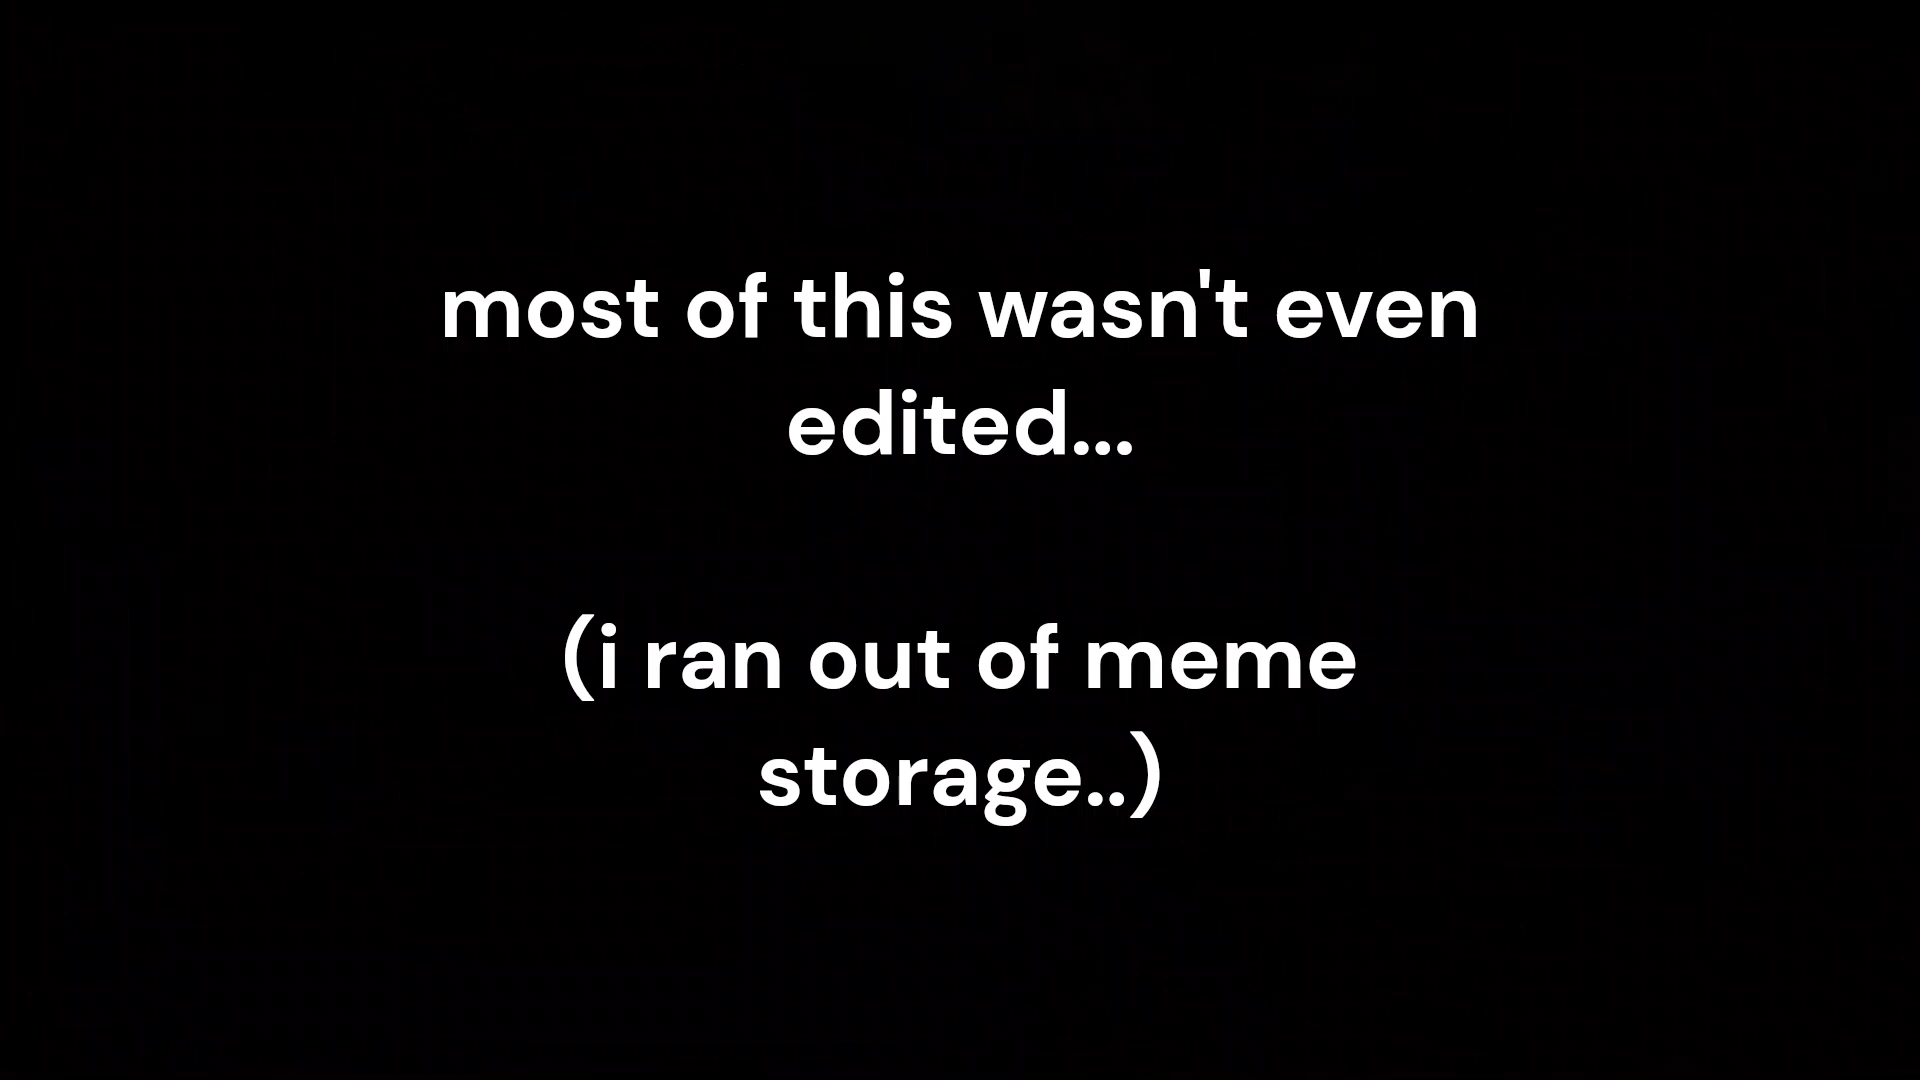 most of this wasn't even
edited...
(i ran out of meme
storage..)